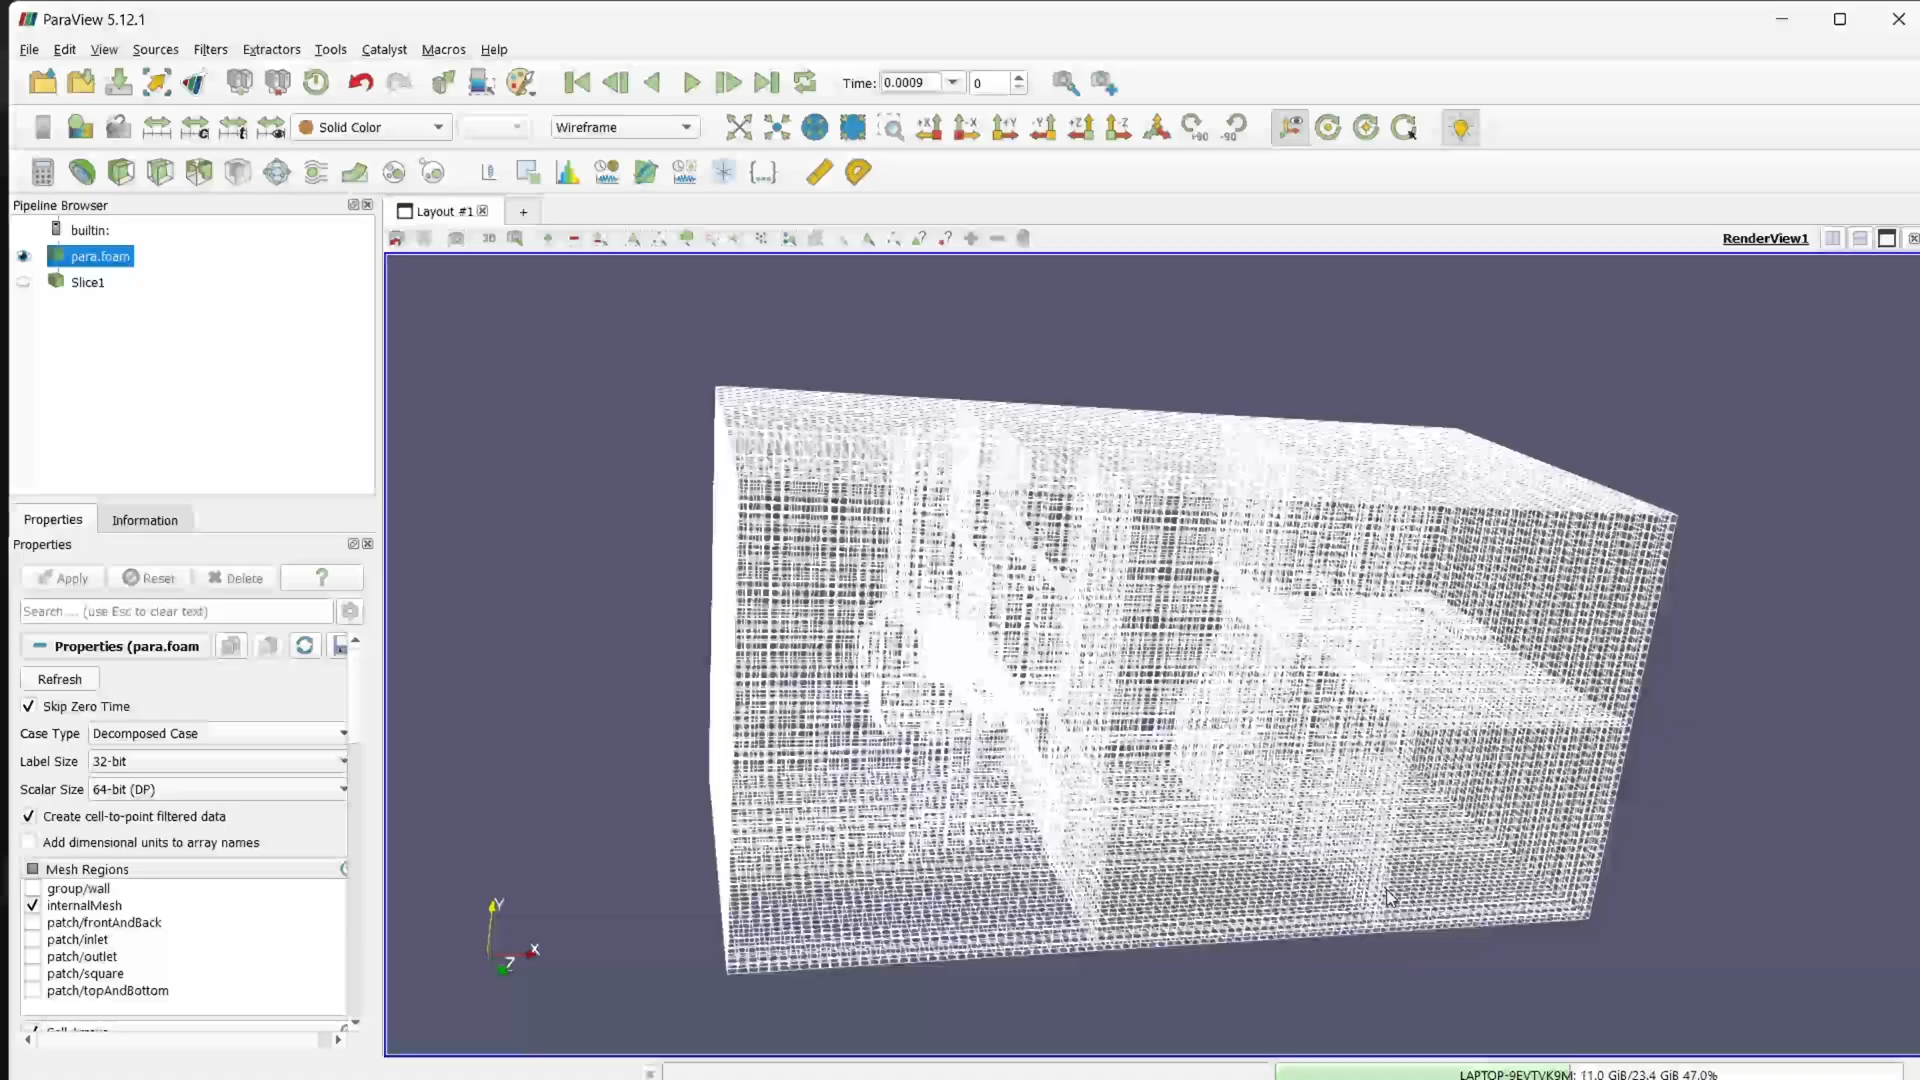 ParaView 5.12.1
File Edit View Sources Filters Extractors Tools Catalyst Macros Help
Time: 0.0009 0
Solid Color Wireframe +X -X +Y -Y +Z -Z +90 -90
Pipeline Browser
Layout #1 +
builtin:
3D
RenderView1
para.foam
Slice1
Properties Information
Properties
Apply Reset Delete ?
Search ... (use Esc to clear text)
Properties (para.foam
Refresh
Skip Zero Time
Case Type Decomposed Case
Label Size 32-bit
Scalar Size 64-bit (DP)
Create cell-to-point filtered data
Add dimensional units to array names
Mesh Regions
group/wall
internalMesh
patch/frontAndBack
patch/inlet
patch/outlet
patch/square
patch/topAndBottom
Y
X
Z
LAPTOP-9EVTVK9M: 11.0 GiB/23.4 GiB 47.0%